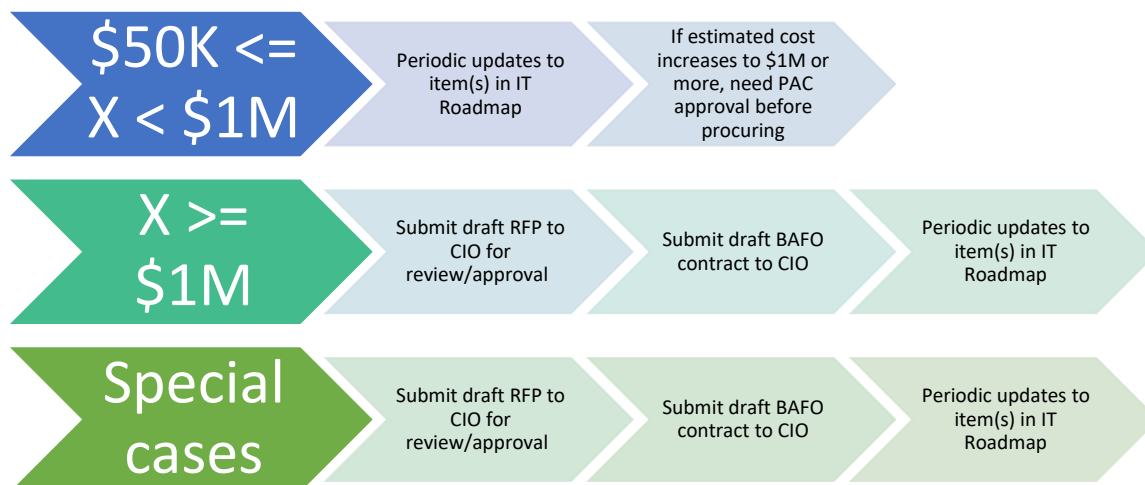 $50K <=
X < $1M
Periodic updates to
item(s) in IT
Roadmap
If estimated cost
increases to $1M or
more, need PAC
approval before
procuring
X >=
$1M
Submit draft RFP to
CIO for
review/approval
Submit draft BAFO
contract to CIO
Periodic updates to
item(s) in IT
Roadmap
Special
cases
Submit draft RFP to
CIO for
review/approval
Submit draft BAFO
contract to CIO
Periodic updates to
item(s) in IT
Roadmap